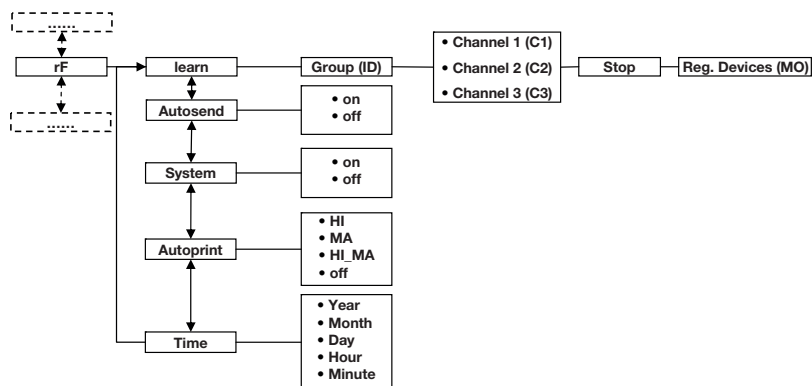 ......
rF
......
learn
Group (ID)
• Channel 1 (C1)
• Channel 2 (C2)
• Channel 3 (C3)
Stop
Reg. Devices (MO)
Autosend
• on
• off
System
• on
• off
Autoprint
• HI
• MA
• HI_MA
• off
Time
• Year
• Month
• Day
• Hour
• Minute